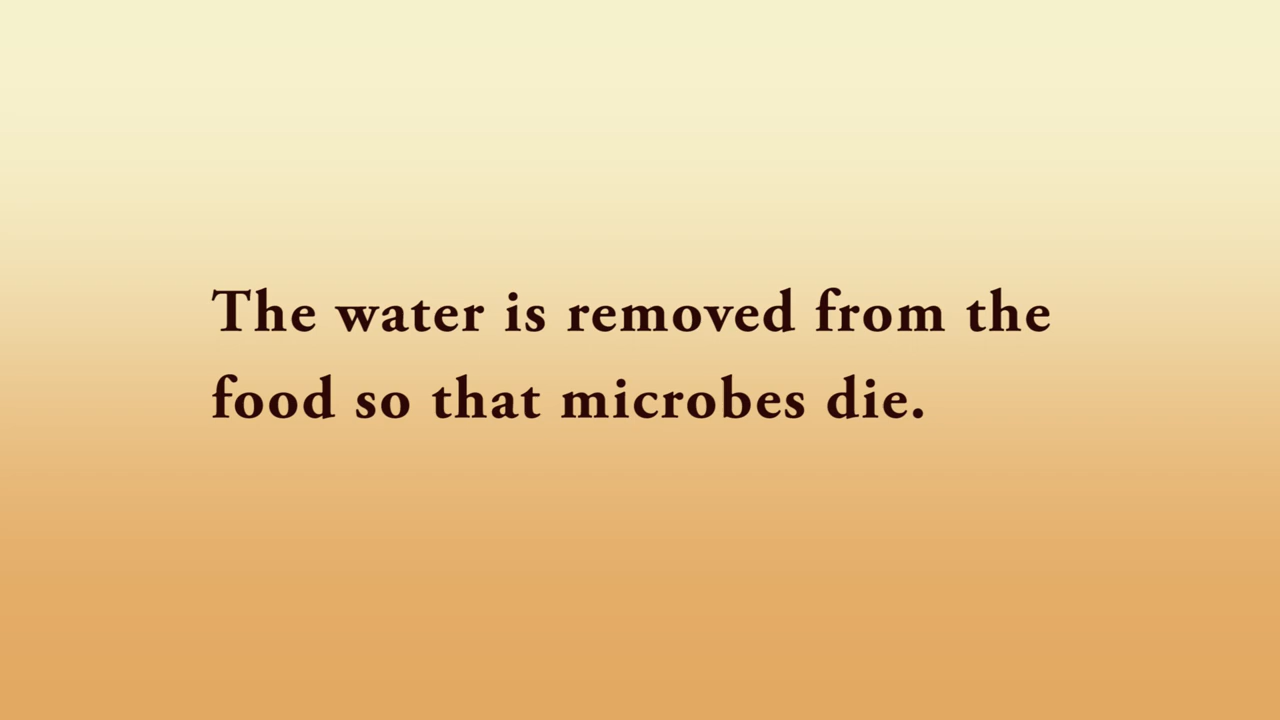 The water is removed from the
food so that microbes die.